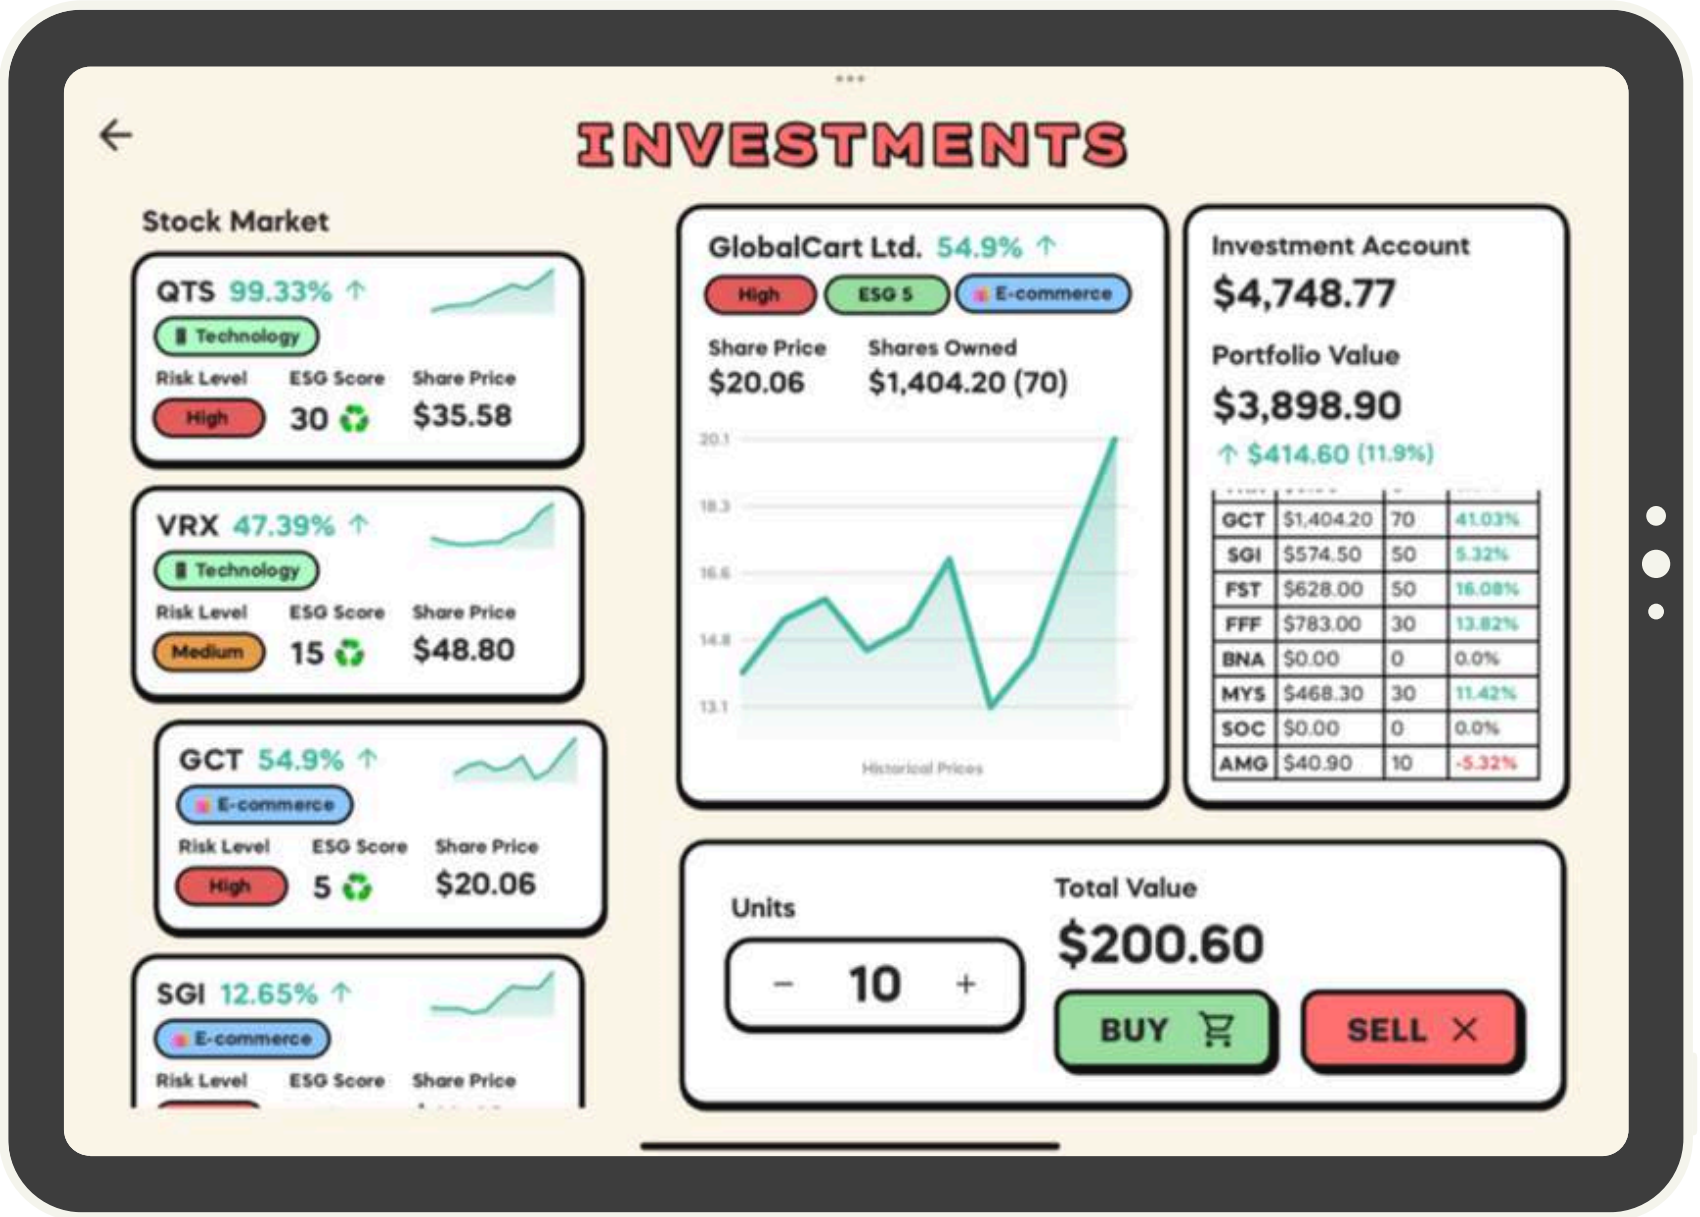 INVESTMENTS
Stock Market
QTS 99.33% ↑
Technology
Risk Level ESG Score Share Price
High 30 $35.58
VRX 47.39% ↑
Technology
Risk Level ESG Score Share Price
Medium 15 $48.80
GCT 54.9% ↑
E-commerce
Risk Level ESG Score Share Price
High 5 $20.06
SGI 12.65% ↑
E-commerce
Risk Level ESG Score Share Price
GlobalCart Ltd. 54.9% ↑
High ESG 5 E-commerce
Share Price Shares Owned
$20.06 $1,404.20 (70)
20.1
18.3
16.6
14.8
13.1
Historical Prices
Investment Account
$4,748.77
Portfolio Value
$3,898.90
↑ $414.60 (11.9%)
GCT $1,404.20 70 41.03%
SGI $574.50 50 5.32%
FST $628.00 50 16.08%
FFF $783.00 30 13.82%
BNA $0.00 0 0.0%
MYS $468.30 30 11.42%
SOC $0.00 0 0.0%
AMG $40.90 10 -5.32%
Units
− 10 +
Total Value
$200.60
BUY SELL